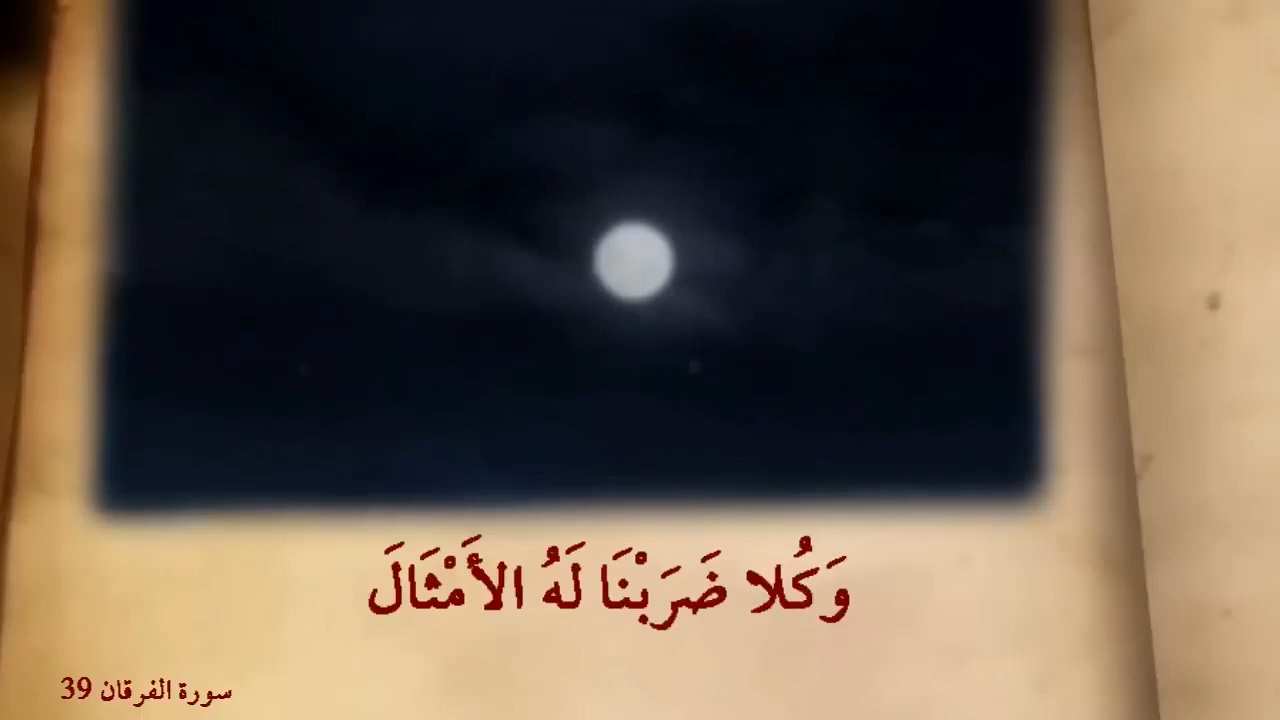 وَكُلا ضَرَبْنَا لَهُ الأَمْثَالَ
سورة الفرقان 39